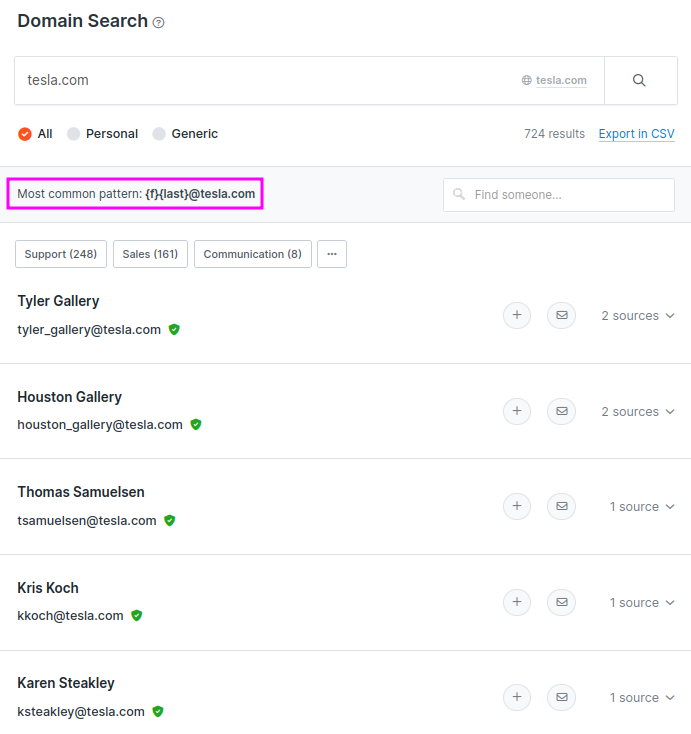 Domain Search ?
tesla.com tesla.com
All Personal Generic 724 results Export in CSV
Most common pattern: {f}{last}@tesla.com Find someone...
Support (248) Sales (161) Communication (8) ...
Tyler Gallery
tyler_gallery@tesla.com + 2 sources
Houston Gallery
houston_gallery@tesla.com + 2 sources
Thomas Samuelsen
tsamuelsen@tesla.com + 1 source
Kris Koch
kkoch@tesla.com + 1 source
Karen Steakley
ksteakley@tesla.com + 1 source